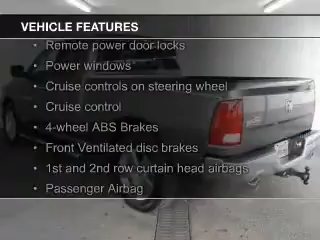 VEHICLE FEATURES
• Remote power door locks
• Power windows
• Cruise controls on steering wheel
• Cruise control
• 4-wheel ABS Brakes
• Front Ventilated disc brakes
• 1st and 2nd row curtain head airbags
• Passenger Airbag